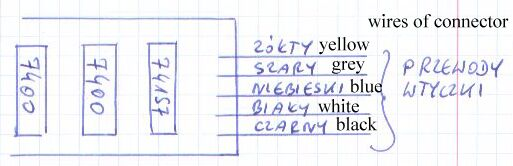 wires of connector
ŻÓŁTY yellow
SZARY grey
NIEBIESKI blue
BIAŁY white
CZARNY black
PRZEWODY
WTYCZKI
7400
7400
74157